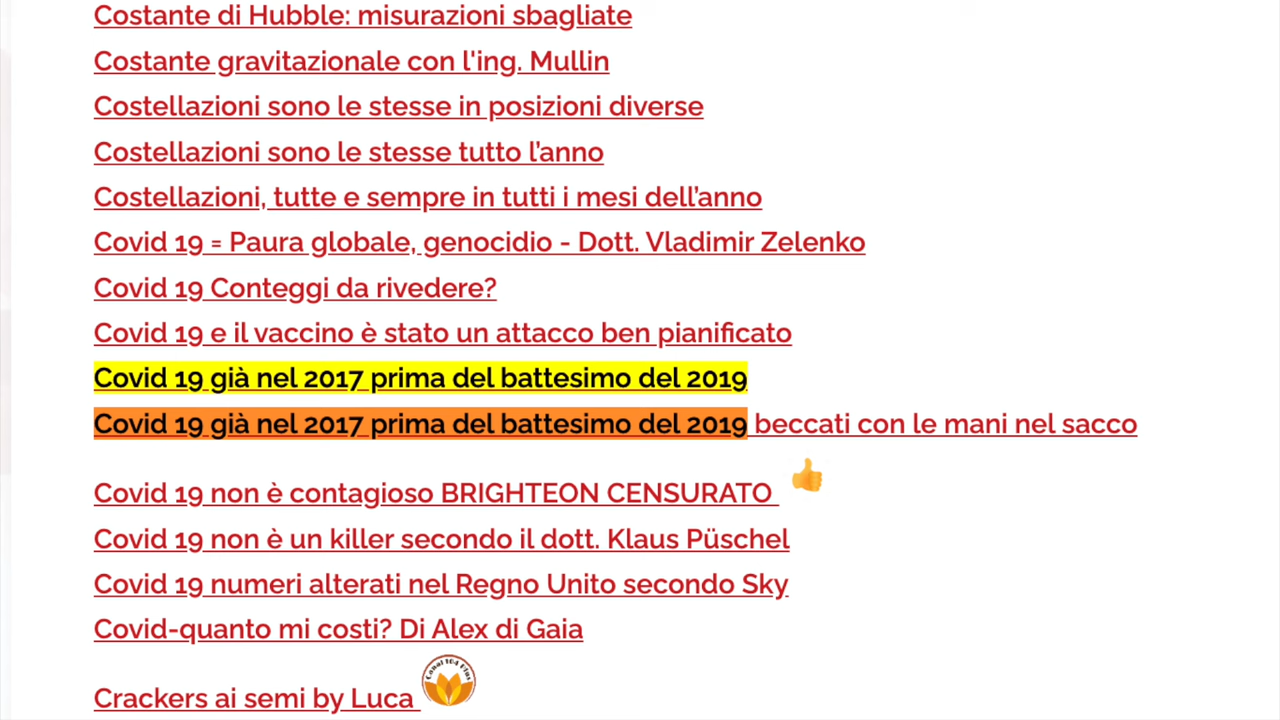 Costante di Hubble: misurazioni sbagliate
Costante gravitazionale con l'ing. Mullin
Costellazioni sono le stesse in posizioni diverse
Costellazioni sono le stesse tutto l’anno
Costellazioni, tutte e sempre in tutti i mesi dell’anno
Covid 19 = Paura globale, genocidio - Dott. Vladimir Zelenko
Covid 19 Conteggi da rivedere?
Covid 19 e il vaccino è stato un attacco ben pianificato
Covid 19 già nel 2017 prima del battesimo del 2019
Covid 19 già nel 2017 prima del battesimo del 2019 beccati con le mani nel sacco
Covid 19 non è contagioso BRIGHTEON CENSURATO
Covid 19 non è un killer secondo il dott. Klaus Püschel
Covid 19 numeri alterati nel Regno Unito secondo Sky
Covid-quanto mi costi? Di Alex di Gaia
Canal 104 Plus
Crackers ai semi by Luca